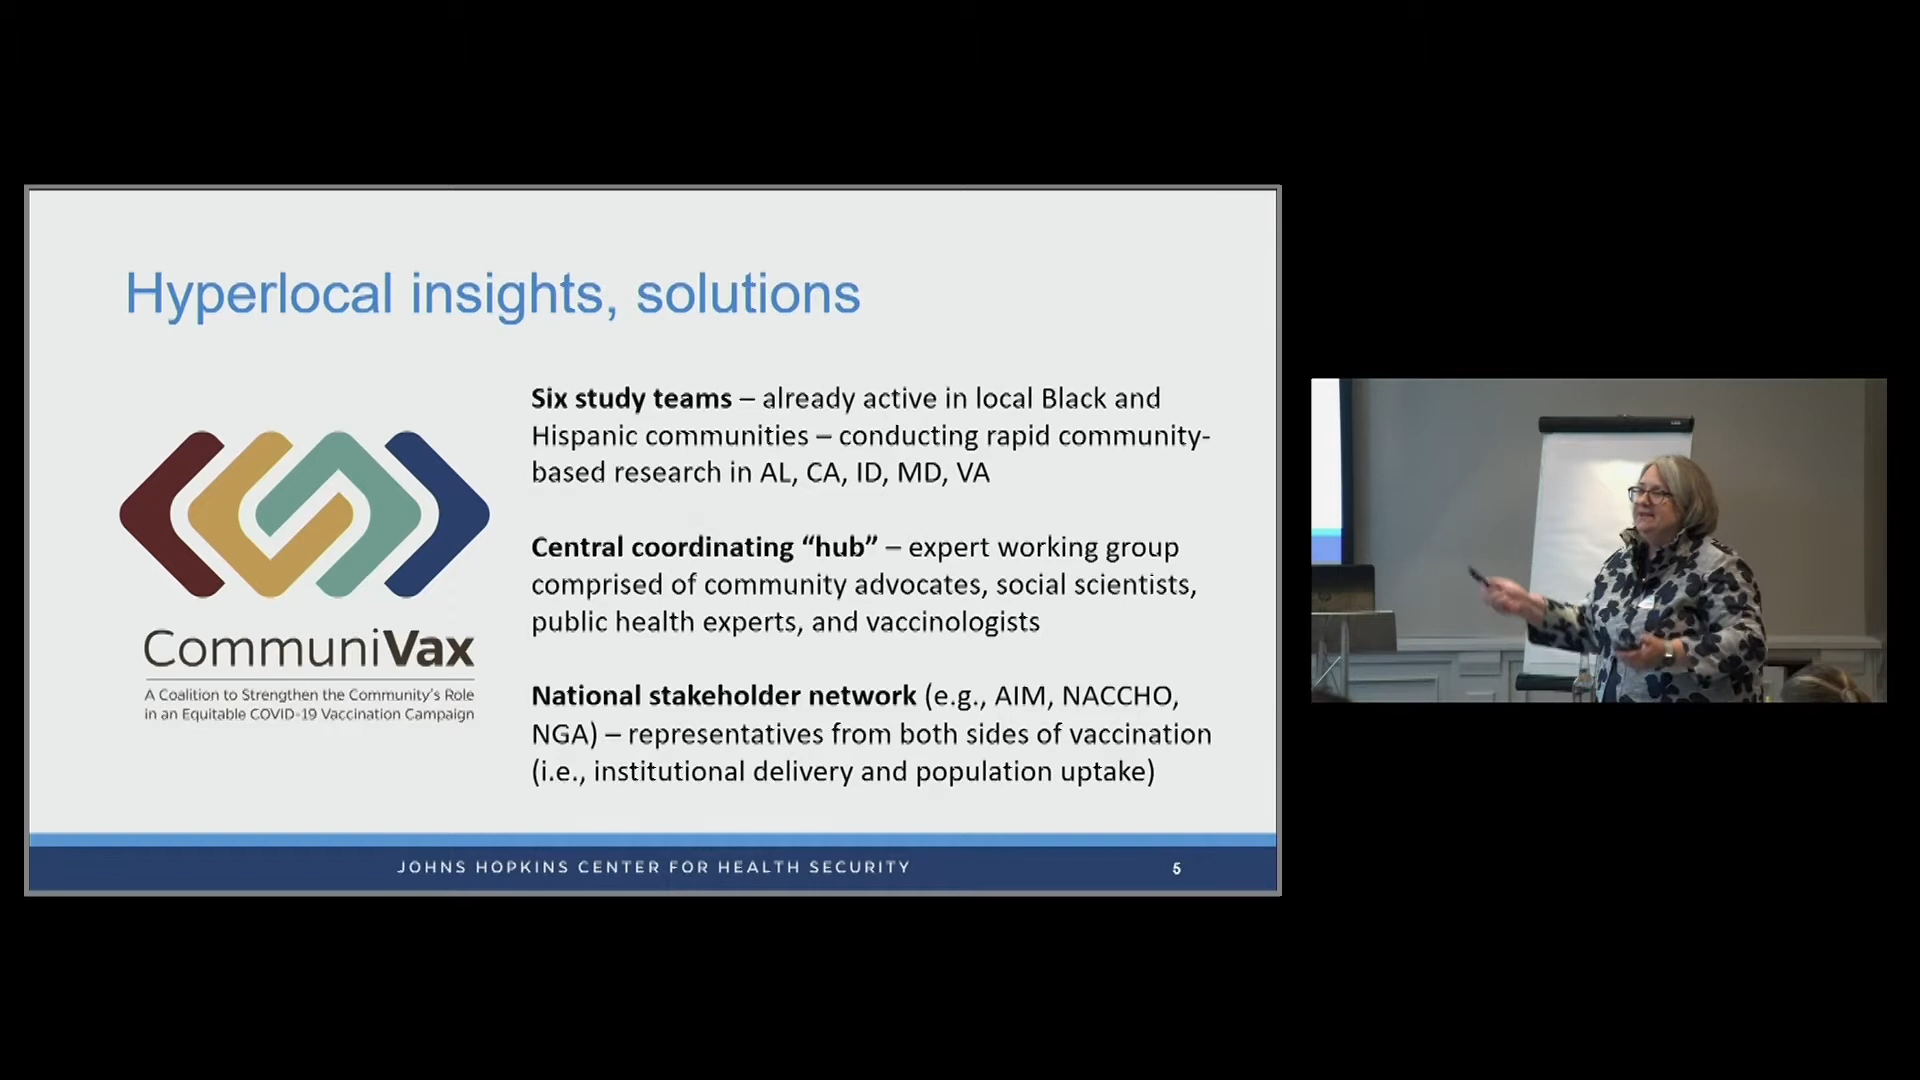 Hyperlocal insights, solutions
Six study teams – already active in local Black and
Hispanic communities – conducting rapid community-
based research in AL, CA, ID, MD, VA
Central coordinating “hub” – expert working group
comprised of community advocates, social scientists,
public health experts, and vaccinologists
National stakeholder network (e.g., AIM, NACCHO,
NGA) – representatives from both sides of vaccination
(i.e., institutional delivery and population uptake)
CommuniVax
A Coalition to Strengthen the Community's Role
in an Equitable COVID-19 Vaccination Campaign
JOHNS HOPKINS CENTER FOR HEALTH SECURITY
5